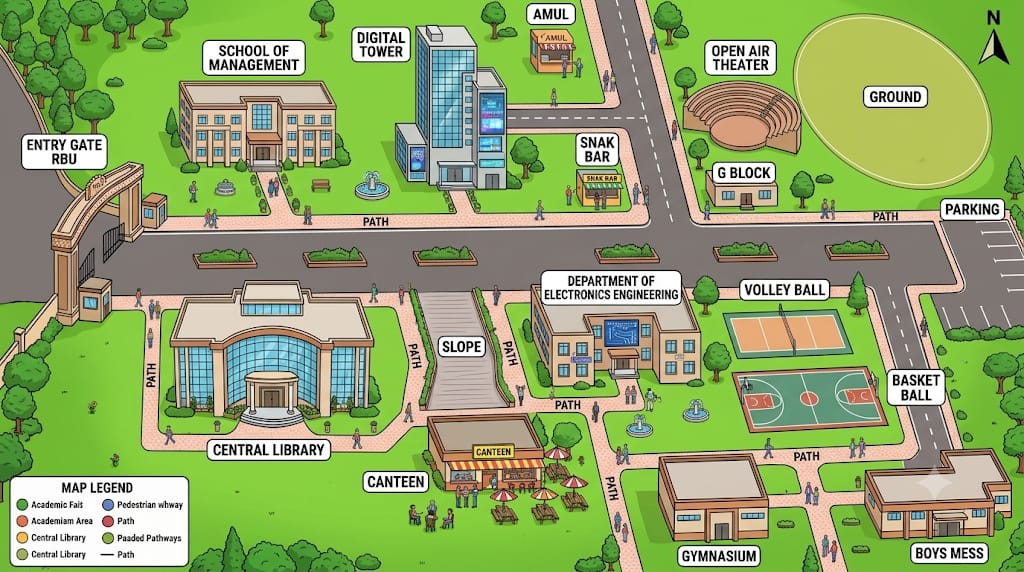 AMUL
N
SCHOOL OF
MANAGEMENT
DIGITAL
TOWER
AMUL
OPEN AIR
THEATER
GROUND
ENTRY GATE
RBU
SNAK
BAR
SNAK BAR
G BLOCK
PARKING
PATH
PATH
DEPARTMENT OF
ELECTRONICS ENGINEERING
VOLLEY BALL
SLOPE
PATH
PATH
PATH
PATH
BASKET
BALL
CENTRAL LIBRARY
CANTEEN
CANTEEN
PATH
PATH
GYMNASIUM
BOYS MESS
MAP LEGEND
Academic Fais
Pedestrian whway
Academiam Area
Path
Central Library
Paaded Pathways
Central Library
Path